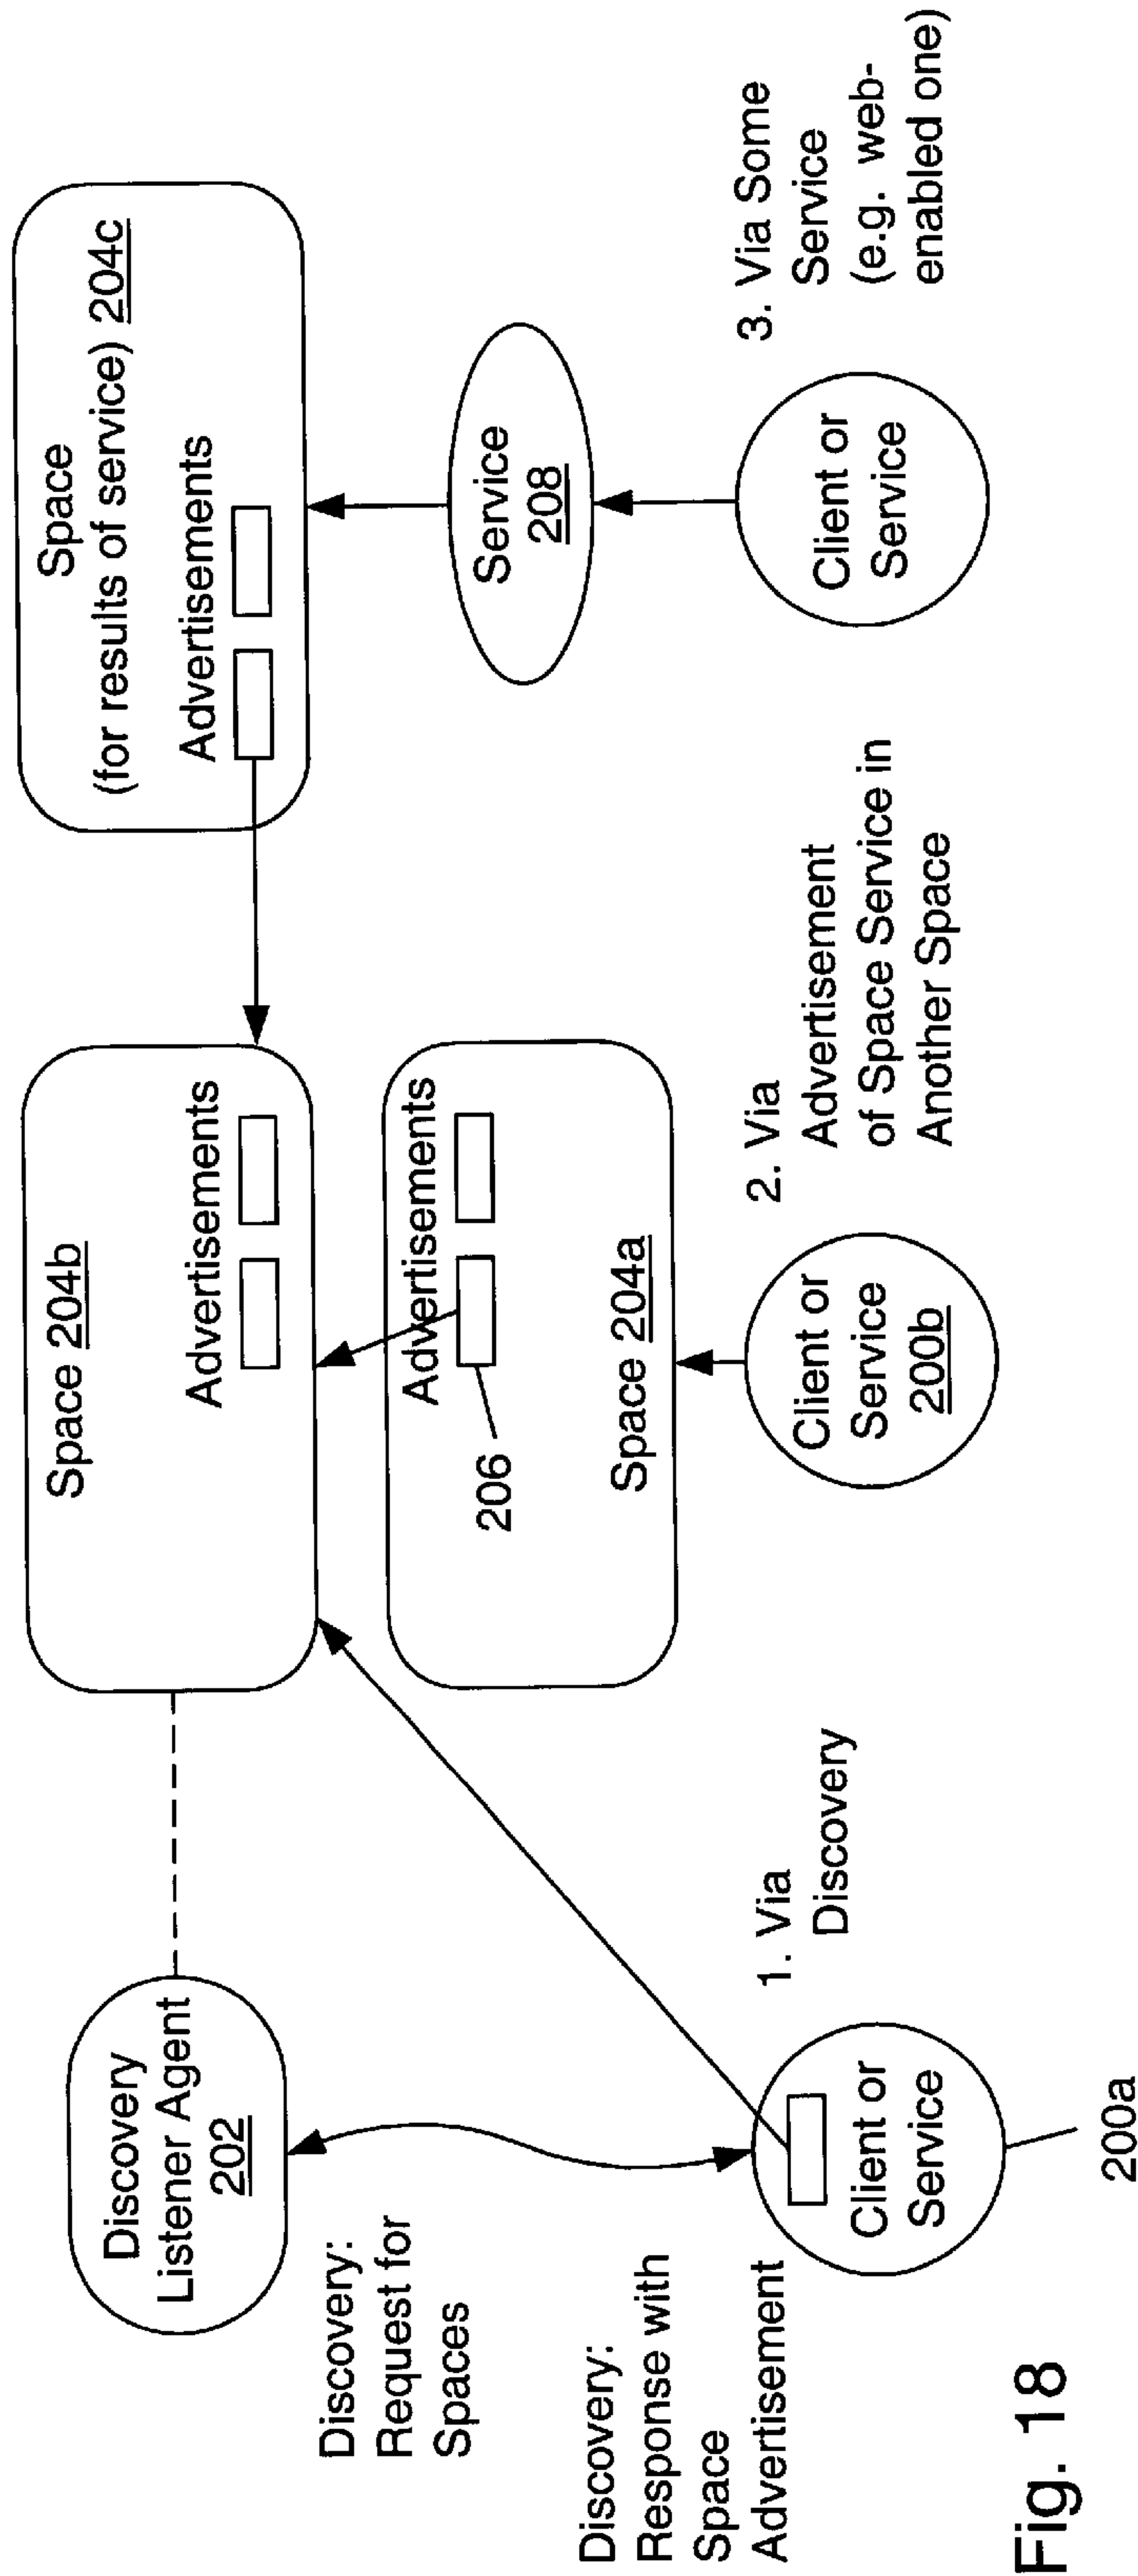 Discovery
Listener Agent
202
Discovery:
Request for
Spaces
Discovery:
Response with
Space
Advertisement
Client or
Service
200a
1. Via
Discovery
Space 204b
Advertisements
Advertisements
206
Space 204a
Client or
Service
200b
2. Via
Advertisement
of Space Service in
Another Space
Space
(for results of service) 204c
Advertisements
Service
208
Client or
Service
3. Via Some
Service
(e.g. web-
enabled one)
Fig. 18